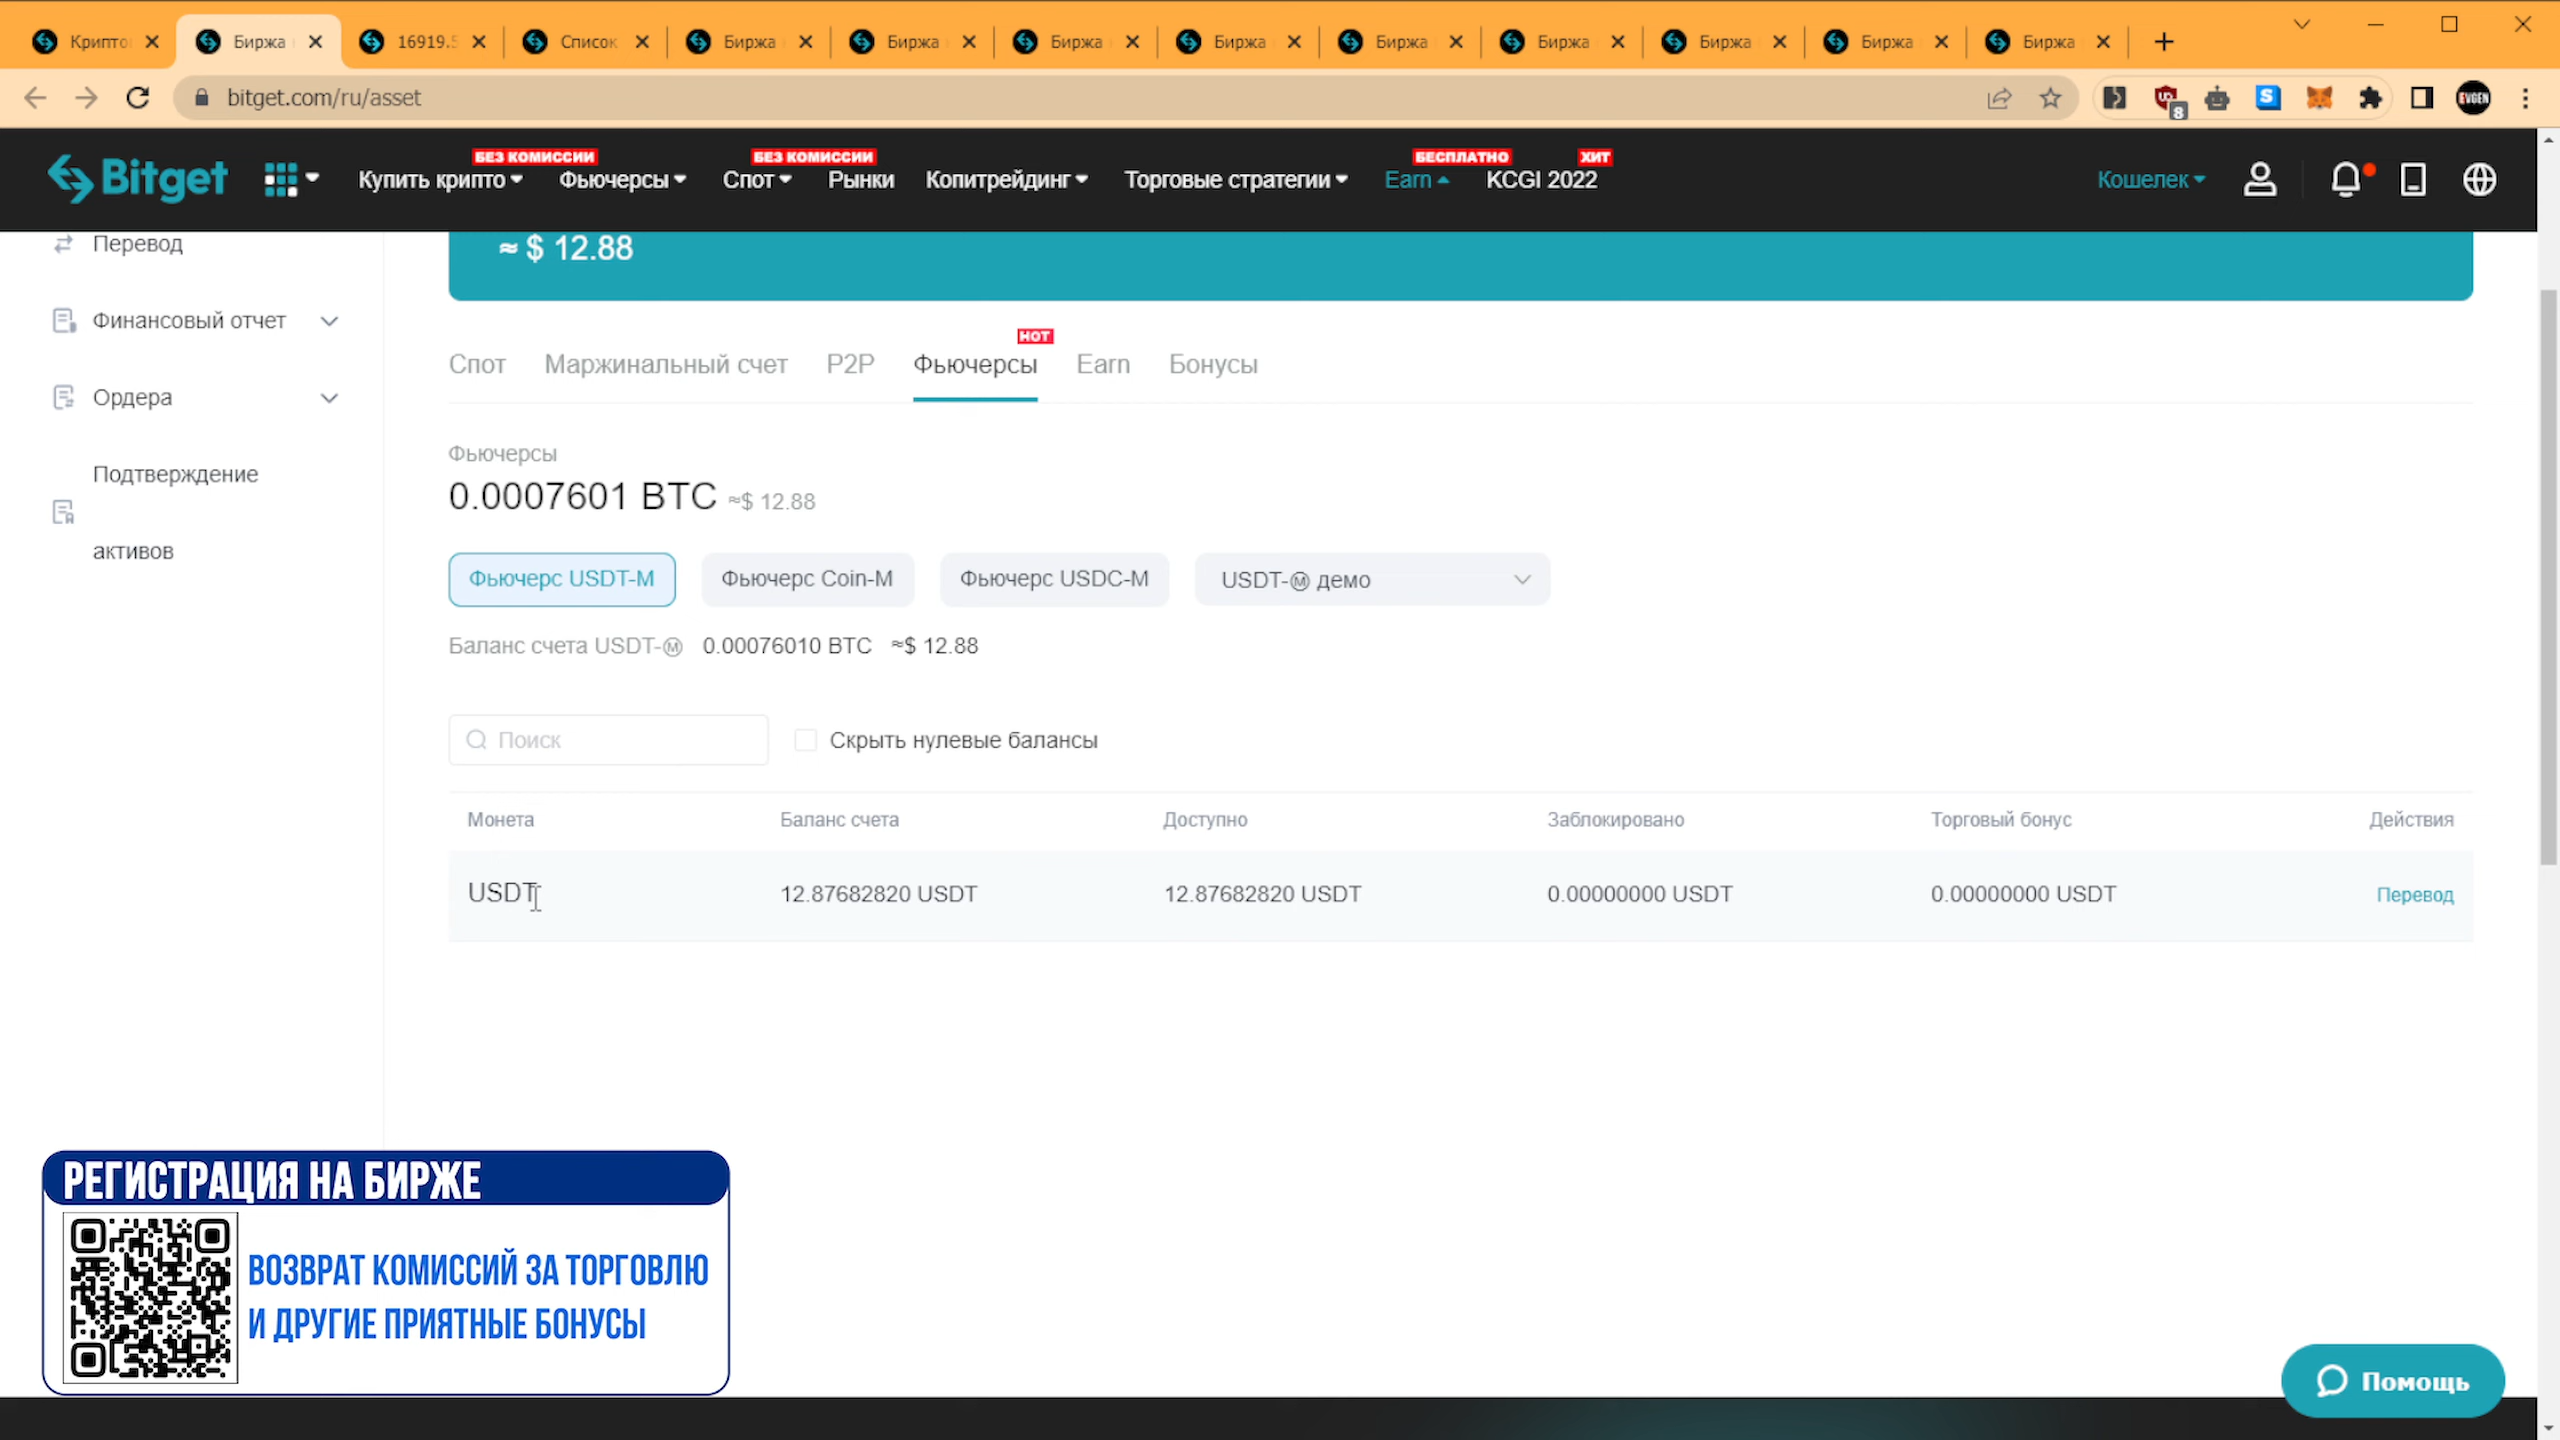 Крипто
Биржа
16919.5
Список
Биржа
Биржа
Биржа
Биржа
Биржа
Биржа
Биржа
Биржа
Биржа
bitget.com/ru/asset
8
EVGEN
Bitget
Купить крипто
БЕЗ КОМИССИИ
Фьючерсы
Спот
БЕЗ КОМИССИИ
Рынки
Копитрейдинг
Торговые стратегии
Earn
БЕСПЛАТНО
KCGI 2022
ХИТ
Кошелек
Перевод
Финансовый отчет
Ордера
Подтверждение
активов
≈ $ 12.88
Спот
Маржинальный счет
P2P
Фьючерсы
HOT
Earn
Бонусы
Фьючерсы
0.0007601 BTC ≈$ 12.88
Фьючерс USDT-M
Фьючерс Coin-M
Фьючерс USDC-M
USDT-Ⓜ демо
Баланс счета USDT-Ⓜ 0.00076010 BTC ≈$ 12.88
Поиск
Скрыть нулевые балансы
Монета
Баланс счета
Доступно
Заблокировано
Торговый бонус
Действия
USDT
12.87682820 USDT
12.87682820 USDT
0.00000000 USDT
0.00000000 USDT
Перевод
РЕГИСТРАЦИЯ НА БИРЖЕ
ВОЗВРАТ КОМИССИЙ ЗА ТОРГОВЛЮ
И ДРУГИЕ ПРИЯТНЫЕ БОНУСЫ
Помощь